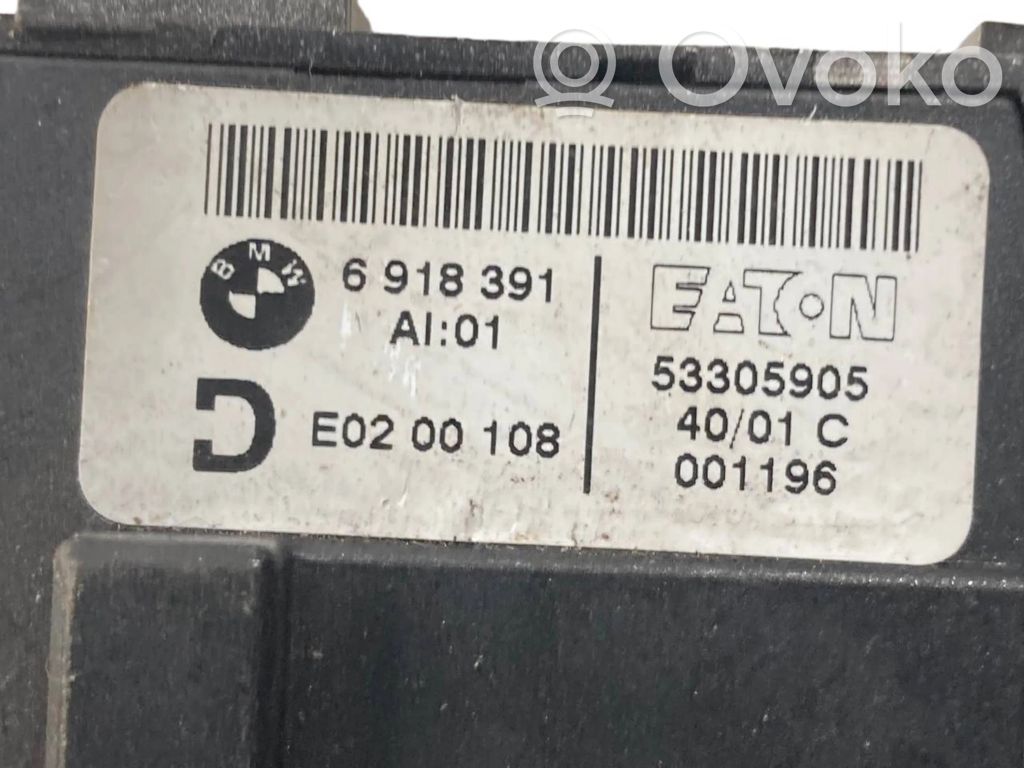 Ovoko
BMW
6 918 391
AI:01
E02 00 108
EATON
53305905
40/01 C
001196